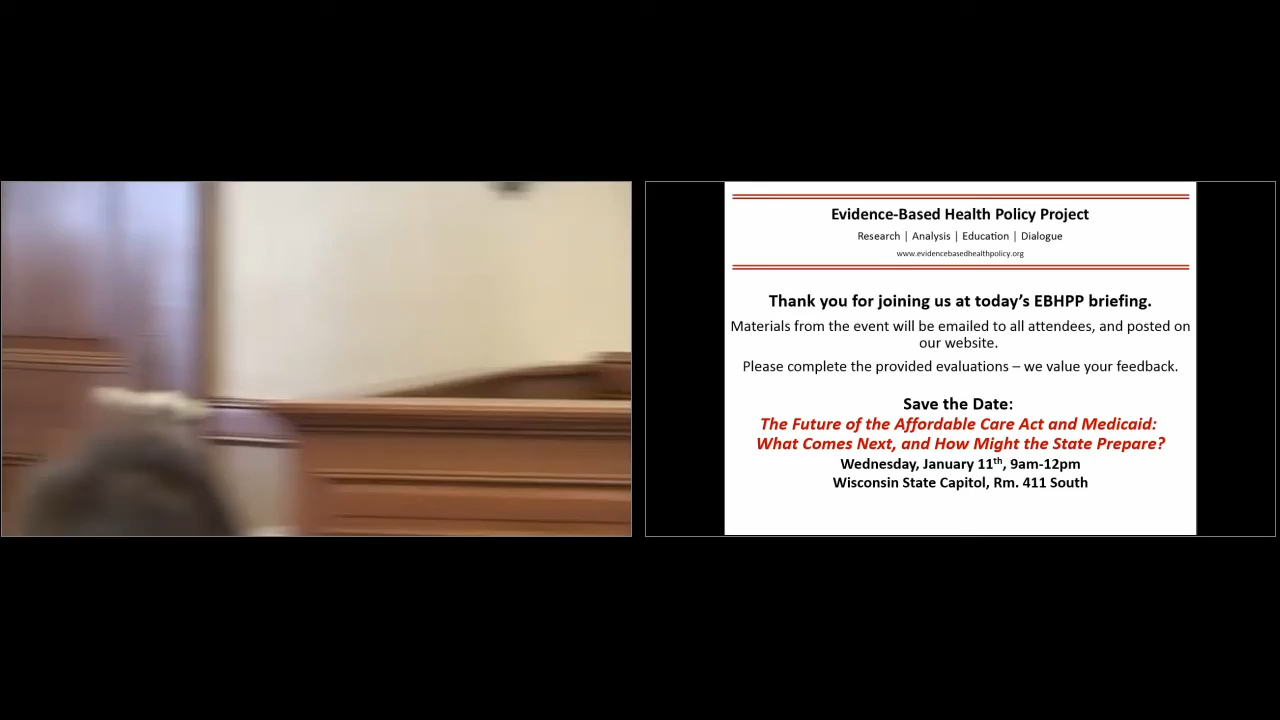 Evidence-Based Health Policy Project
Research | Analysis | Education | Dialogue
www.evidencebasedhealthpolicy.org
Thank you for joining us at today’s EBHPP briefing.
Materials from the event will be emailed to all attendees, and posted on
our website.
Please complete the provided evaluations – we value your feedback.
Save the Date:
The Future of the Affordable Care Act and Medicaid:
What Comes Next, and How Might the State Prepare?
Wednesday, January 11th, 9am-12pm
Wisconsin State Capitol, Rm. 411 South